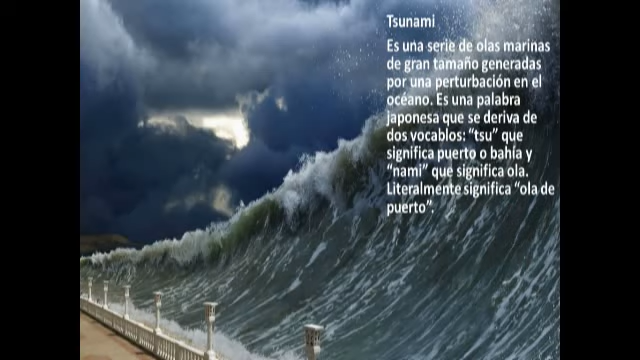 Tsunami
Es una serie de olas marinas
de gran tamaño generadas
por una perturbación en el
océano. Es una palabra
japonesa que se deriva de
dos vocablos: “tsu” que
significa puerto o bahía y
“nami” que significa ola.
Literalmente significa “ola de
puerto”.